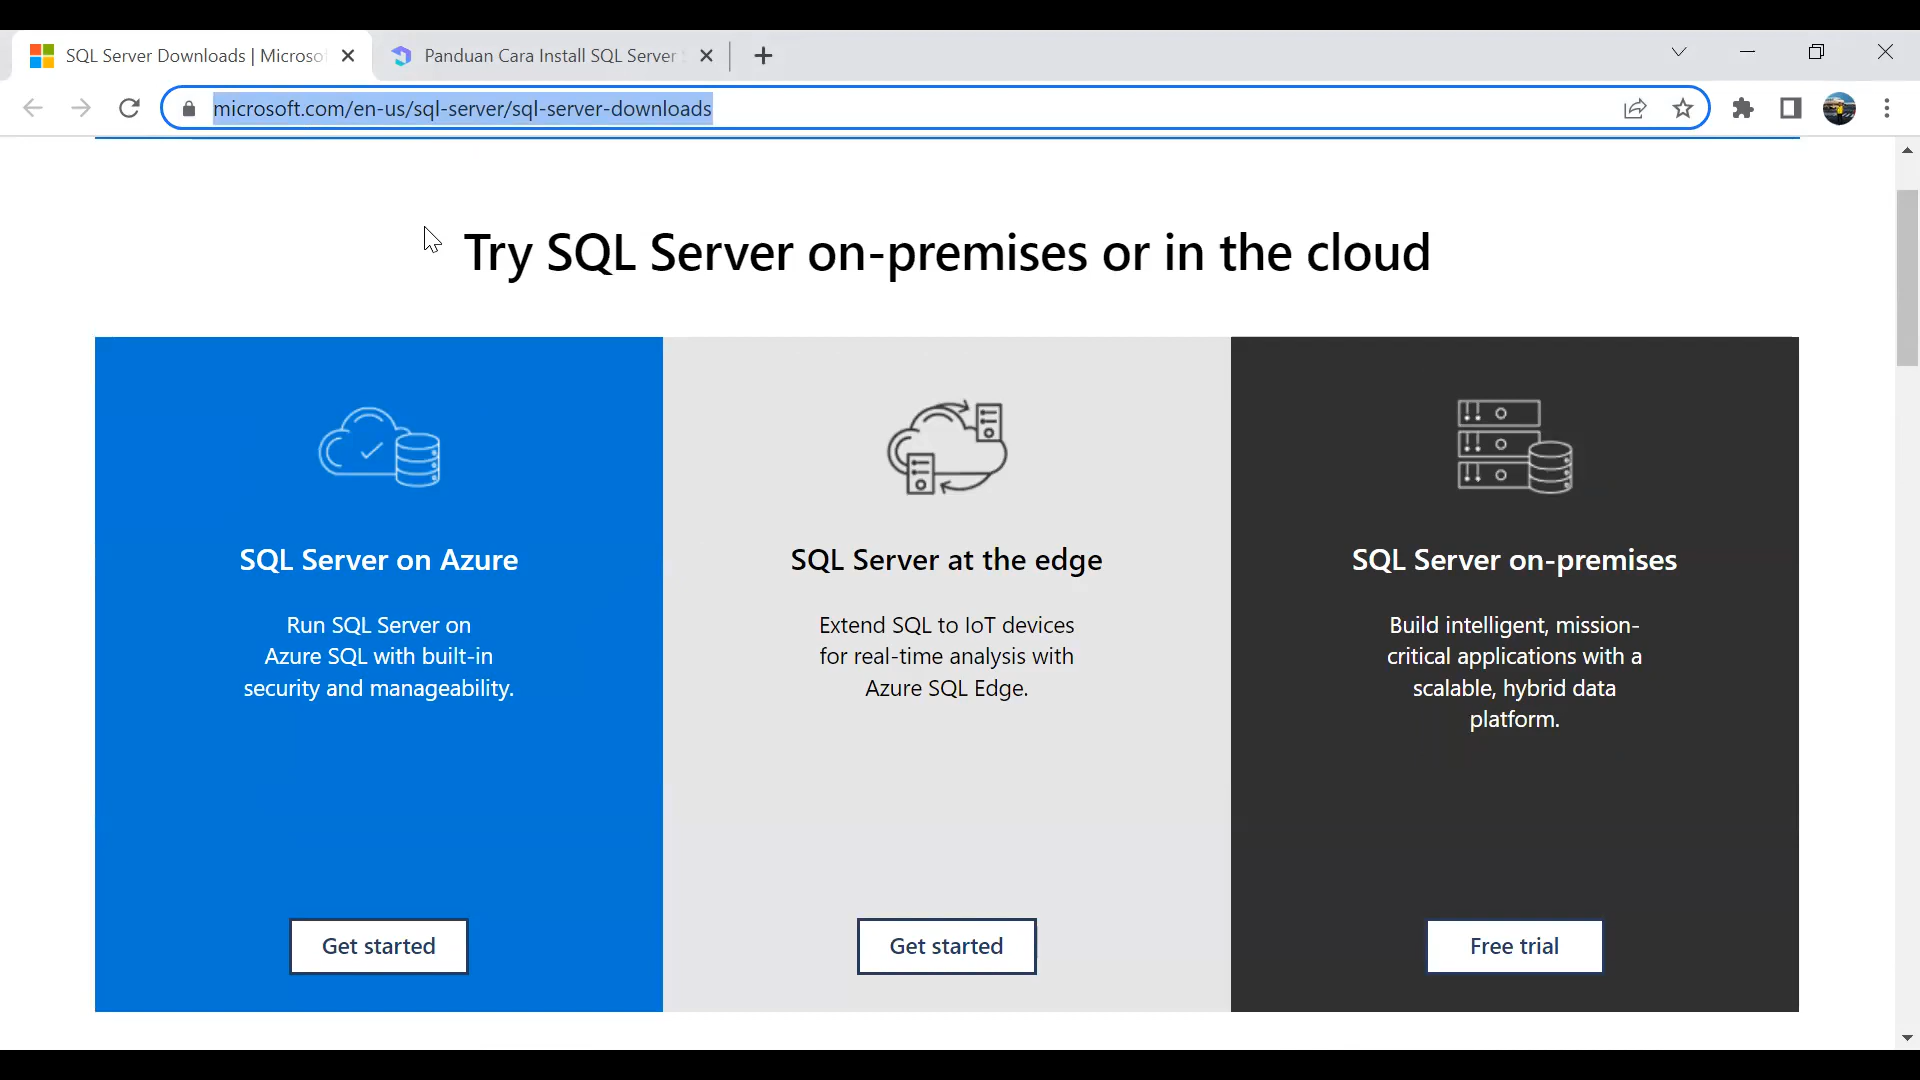 SQL Server Downloads | Microso
Panduan Cara Install SQL Server
microsoft.com/en-us/sql-server/sql-server-downloads
Try SQL Server on-premises or in the cloud
SQL Server on Azure
Run SQL Server on
Azure SQL with built-in
security and manageability.
Get started
SQL Server at the edge
Extend SQL to IoT devices
for real-time analysis with
Azure SQL Edge.
Get started
SQL Server on-premises
Build intelligent, mission-
critical applications with a
scalable, hybrid data
platform.
Free trial